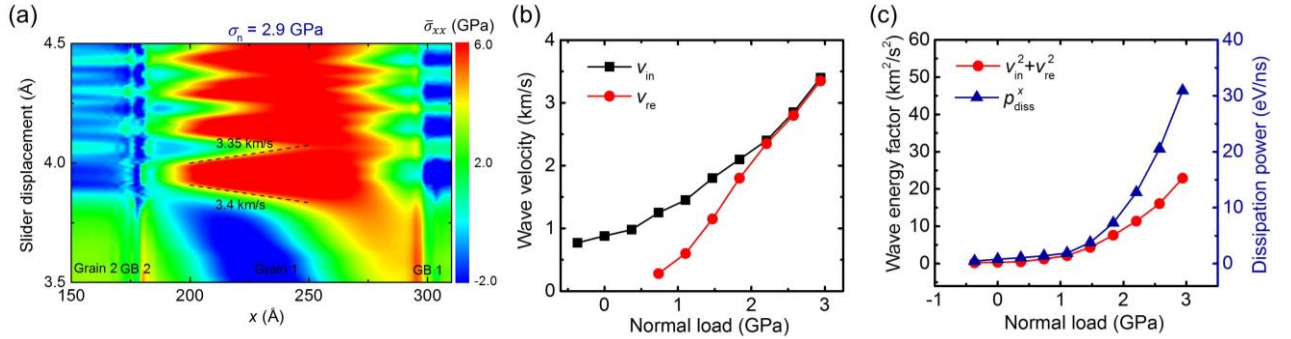 (a)
σn = 2.9 GPa
σ̄xx (GPa)
4.5
4.0
3.5
Slider displacement (Å)
6.0
2.0
-2.0
3.35 km/s
3.4 km/s
Grain 2
GB 2
Grain 1
GB 1
150
200
250
300
x (Å)
(b)
vin
vre
4
3
2
1
0
Wave velocity (km/s)
0
1
2
3
Normal load (GPa)
(c)
vin²+vre²
pxdiss
60
50
40
30
20
10
0
Wave energy factor (km²/s²)
40
30
20
10
0
Dissipation power (eV/ns)
-1
0
1
2
3
Normal load (GPa)